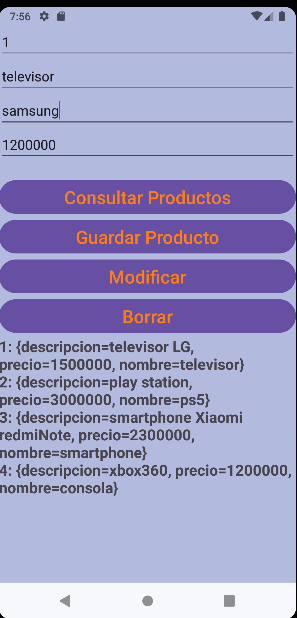 7:56
1
televisor
samsung
1200000
Consultar Productos
Guardar Producto
Modificar
Borrar
1: {descripcion=televisor LG,
precio=1500000, nombre=televisor}
2: {descripcion=play station,
precio=3000000, nombre=ps5}
3: {descripcion=smartphone Xiaomi
redmiNote, precio=2300000,
nombre=smartphone}
4: {descripcion=xbox360, precio=1200000,
nombre=consola}